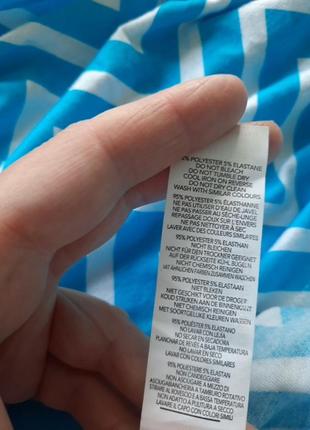 % POLYESTER 5% ELASTANE
DO NOT BLEACH
DO NOT TUMBLE DRY
COOL IRON ON REVERSE
DO NOT DRY CLEAN
WASH WITH SIMILAR COLOURS
95% POLYESTER 5% ÉLASTHANNE
NE PAS UTILISER D'EAU DE JAVEL
NE PAS PASSER AU SÈCHE-LINGE
REPASSAGE DOUX SUR L'ENVERS
NE PAS NETTOYER À SEC
LAVER AVEC DES COULEURS SIMILAIRES
95% POLYESTER 5% ELASTHAN
NICHT BLEICHEN
NICHT IM TROCKNER GEEIGNET
AUF DER RÜCKSEITE KÜHL BÜGELN
NICHT CHEMISCH REINIGEN
MIT ÄHNLICHEN FARBEN ZUSAMMEN WASCHEN
95% POLYESTER 5% ELASTAAN
NIET BLEKEN
NIET GESCHIKT VOOR DE DROGER
KOUD STRIJKEN AAN DE BINNENKANT
NIET CHEMISCH REINIGEN
MET SOORTGELIJKE KLEUREN WASSEN
95% POLIÉSTER 5% ELASTANO
NO LAVAR CON LEJÍA
NO SECAR EN SECADORA
PLANCHAR DE REVÉS A BAJA TEMPERATURA
NO LAVAR EN SECO
LAVAR CON COLORES SIMILARES
95% POLIESTERE 5% ELASTAN
NON CANDEGGIARE
NON ASCIUGARE A MEZZO DI
ASCIUGABIANCHERIA A TAMBURO ROTATIVO
STIRARE AL ROVESCIO A BASSA TEMPERATURA
NON ADATTO A PULITURA A SECCO
LAVARE IL CAPO CON COLORI SIMILI